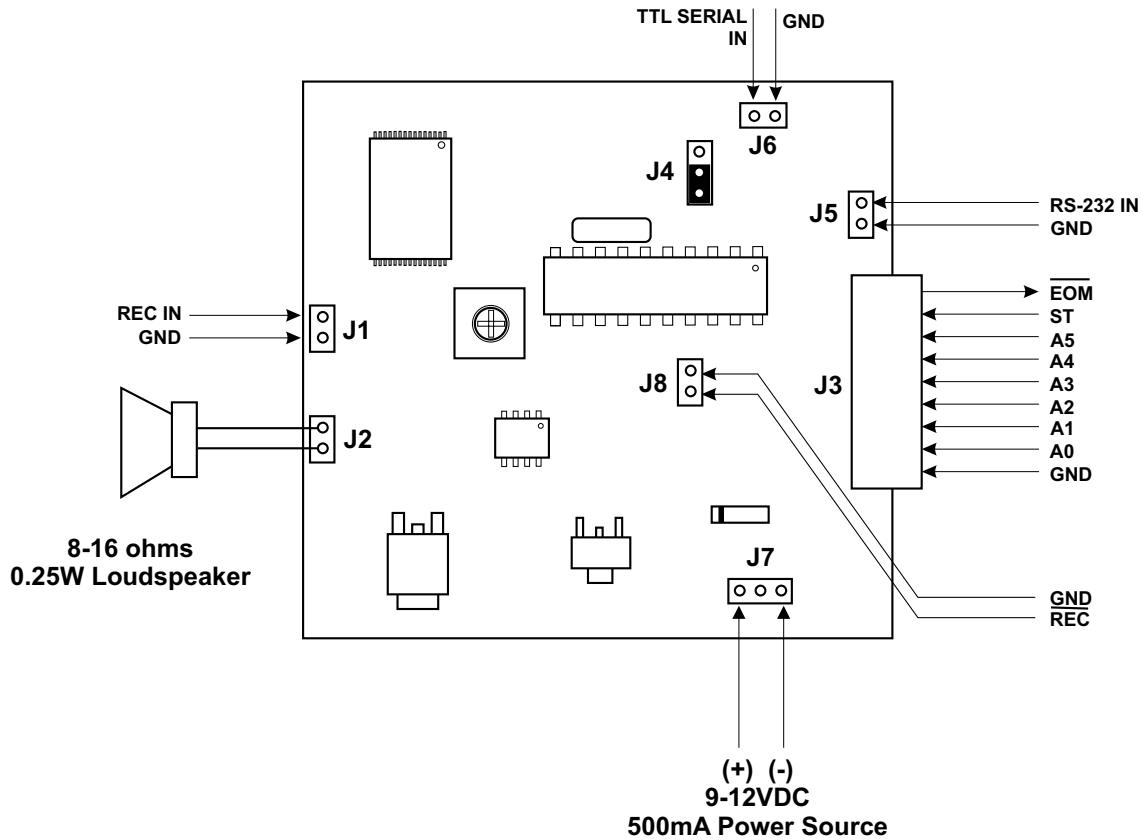 TTL SERIAL
IN
GND
J6
J4
J5
RS-232 IN
GND
REC IN
GND
J1
J2
J8
J3
E̅O̅M̅
ST
A5
A4
A3
A2
A1
A0
GND
8-16 ohms
0.25W Loudspeaker
J7
GND
R̅E̅C̅
(+) (-)
9-12VDC
500mA Power Source